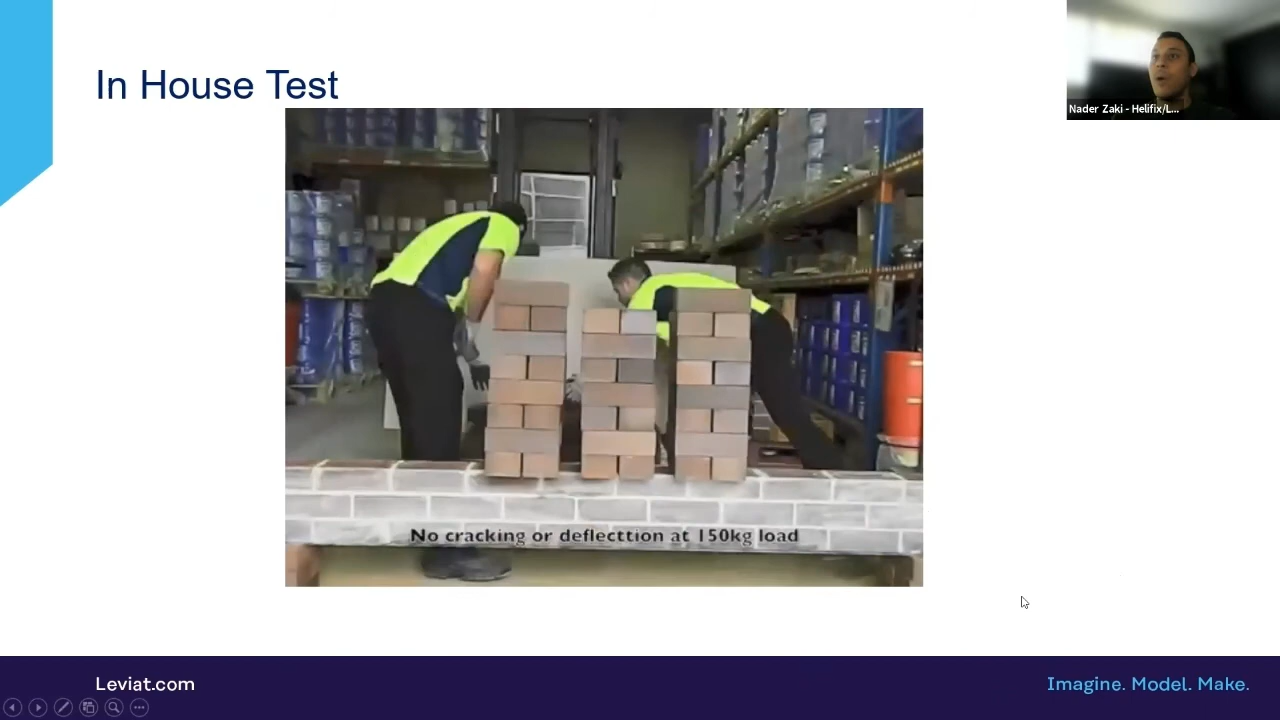 In House Test
Nader Zaki - Helifix/L...
No cracking or deflecttion at 150kg load
Leviat.com
Imagine. Model. Make.